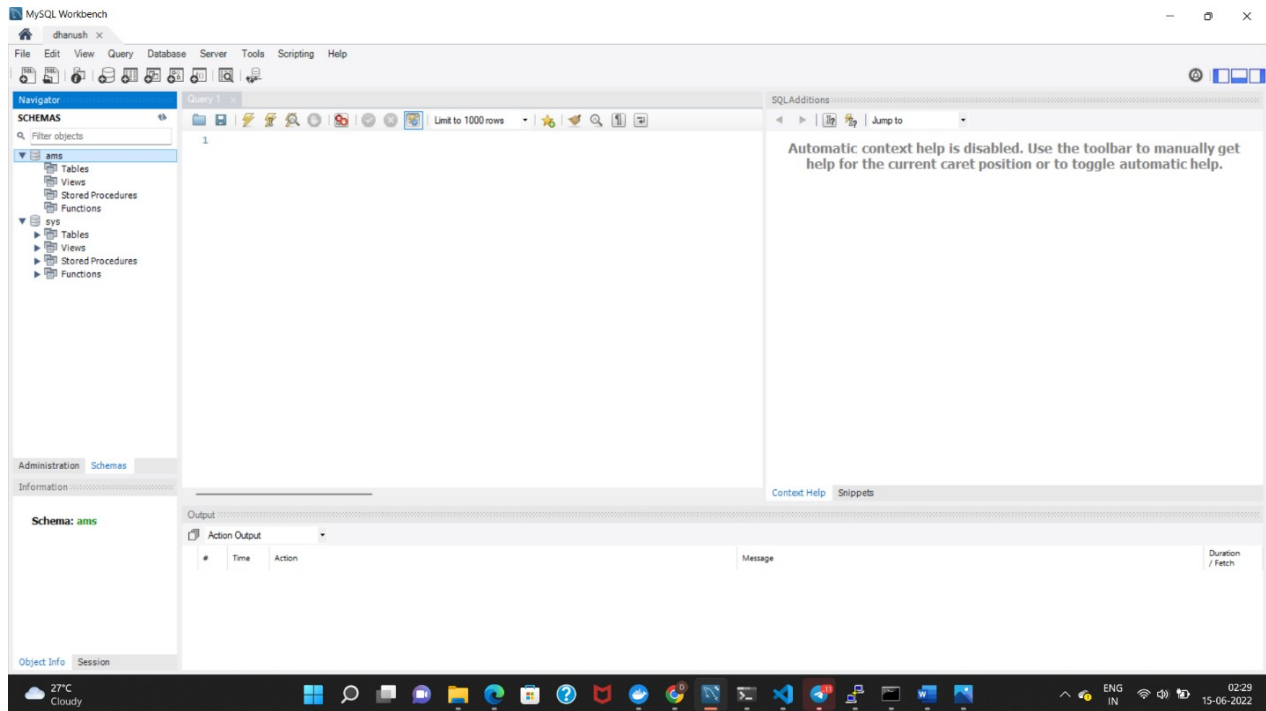 MySQL Workbench
dhanush
File Edit View Query Database Server Tools Scripting Help
Navigator
SCHEMAS
Filter objects
ams
Tables
Views
Stored Procedures
Functions
sys
Tables
Views
Stored Procedures
Functions
Administration Schemas
Information
Schema: ams
Object Info Session
Query 1
Limit to 1000 rows
1
SQLAdditions
Jump to
Automatic context help is disabled. Use the toolbar to manually get
help for the current caret position or to toggle automatic help.
Context Help Snippets
Output
Action Output
# Time Action Message Duration
/ Fetch
27°C
Cloudy
ENG
IN
02:29
15-06-2022